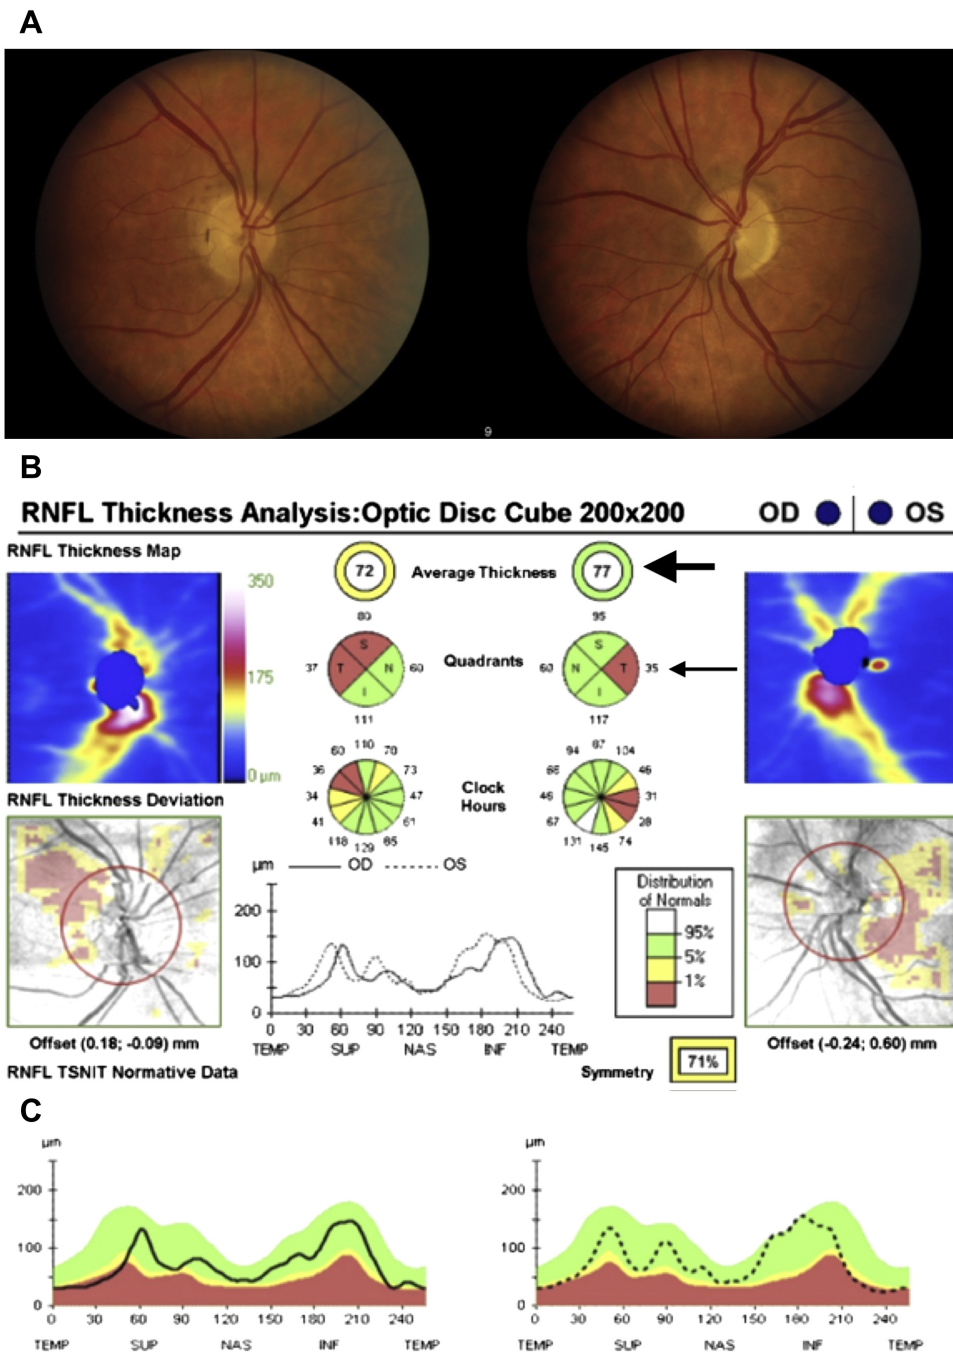 A
9
B
RNFL Thickness Analysis:Optic Disc Cube 200x200 OD OS
RNFL Thickness Map
350
175
0 µm
72 Average Thickness 77
80 95
S S
37 T N 60 Quadrants 60 N T 35
I I
111 117
110 87
60 70 94 104
36 73 66 46
34 47 Clock Hours 46 31
41 61 67 28
118 85 131 74
129 145
RNFL Thickness Deviation
µm OD OS
200
100
0
0 30 60 90 120 150 180 210 240
TEMP SUP NAS INF TEMP
Distribution
of Normals
95%
5%
1%
Offset (0.18; -0.09) mm
Offset (-0.24; 0.60) mm
RNFL TSNIT Normative Data
Symmetry 71%
C
µm µm
200 200
100 100
0 0
0 30 60 90 120 150 180 210 240
0 30 60 90 120 150 180 210 240
TEMP SUP NAS INF TEMP
TEMP SUP NAS INF TEMP